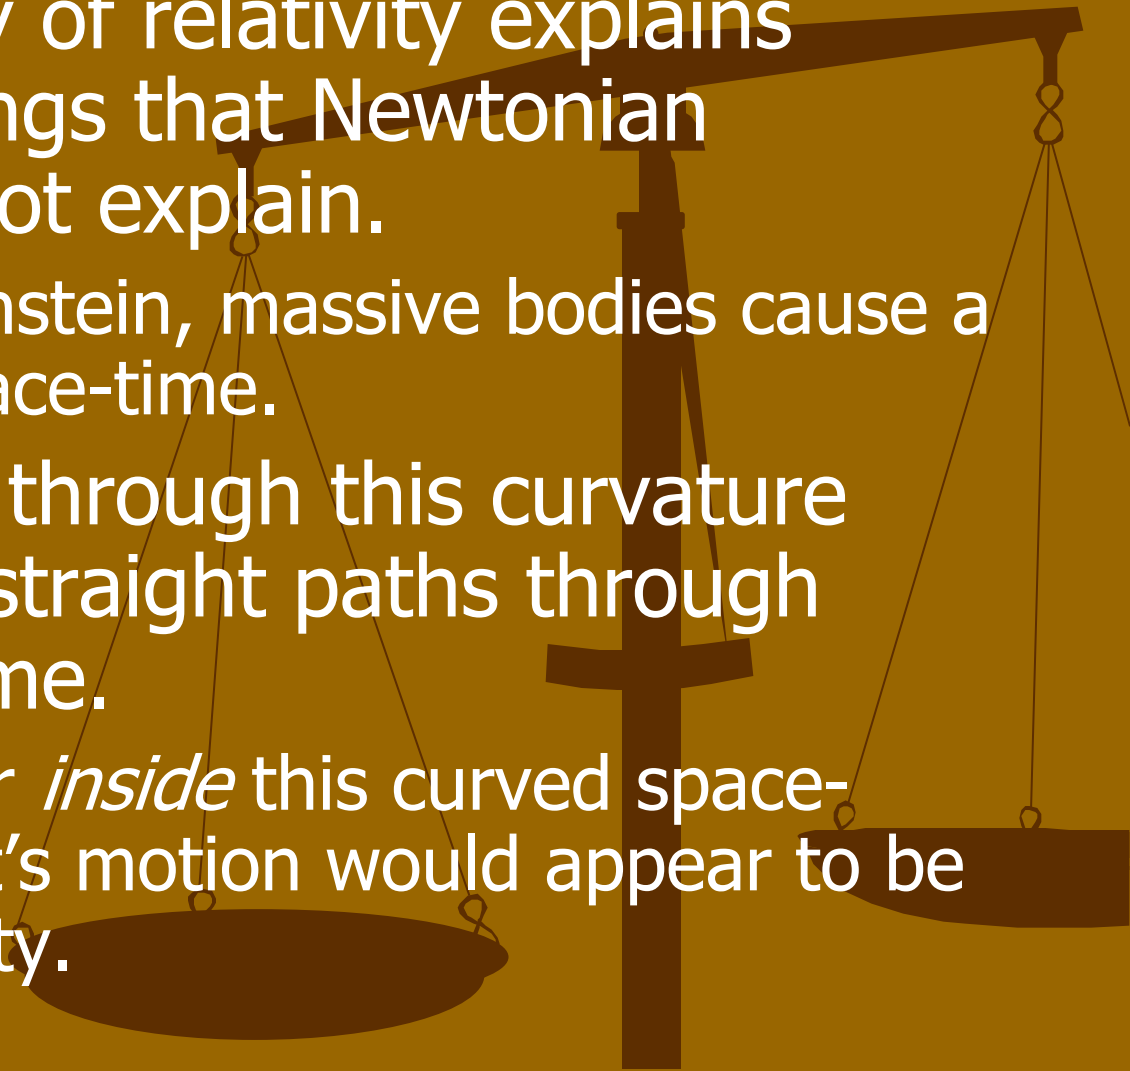 y of relativity explains
ngs that Newtonian
ot explain.
nstein, massive bodies cause a
ace-time.
through this curvature
straight paths through
me.
r inside this curved space-
t’s motion would appear to be
ty.